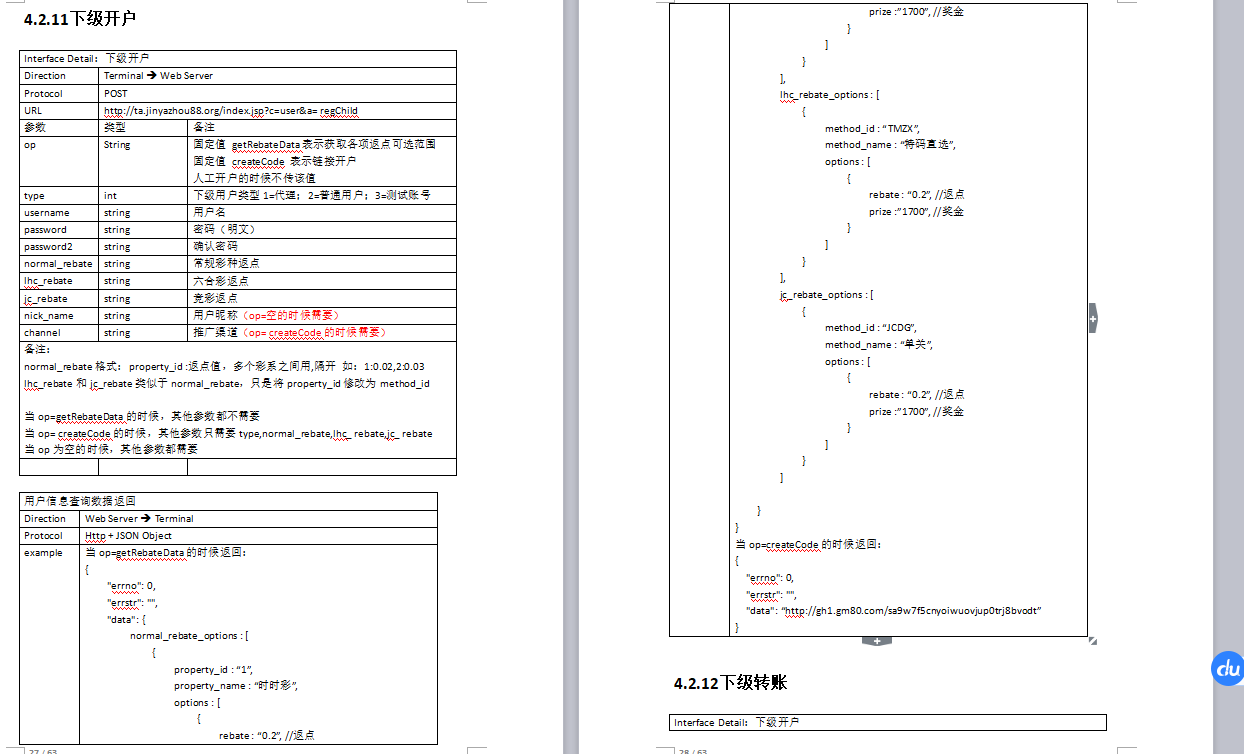 4.2.11下级开户
Interface Detail：下级开户
Direction Terminal → Web Server
Protocol POST
URL http://ta.jinyazhou88.org/index.jsp?c=user&a= regChild
参数 类型 备注
op String 固定值 getRebateData 表示获取各项返点可选范围
固定值 createCode 表示链接开户
人工开户的时候不传该值
type int 下级用户类型 1=代理；2=普通用户；3=测试账号
username string 用户名
password string 密码（明文）
password2 string 确认密码
normal_rebate string 常规彩种返点
lhc_rebate string 六合彩返点
jc_rebate string 竞彩返点
nick_name string 用户昵称（op=空的时候需要）
channel string 推广渠道（op= createCode 的时候需要）
备注：
normal_rebate 格式：property_id :返点值，多个彩系之间用,隔开 如：1:0.02,2:0.03
lhc_rebate 和 jc_rebate 类似于 normal_rebate，只是将 property_id 修改为 method_id
当 op=getRebateData 的时候，其他参数都不需要
当 op= createCode 的时候，其他参数只需要 type,normal_rebate,lhc_ rebate,jc_ rebate
当 op 为空的时候，其他参数都需要
用户信息查询数据返回
Direction Web Server → Terminal
Protocol Http + JSON Object
example 当 op=getRebateData 的时候返回：
{
"errno": 0,
"errstr": "",
"data": {
normal_rebate_options : [
{
property_id : “1”,
property_name : “时时彩”,
options : [
{
rebate : “0.2”, //返点
27 / 63
prize :”1700”, //奖金
}
]
}
],
lhc_rebate_options : [
{
method_id : “TMZX”,
method_name : “特码直选”,
options : [
{
rebate : “0.2”, //返点
prize :”1700”, //奖金
}
]
}
],
jc_rebate_options : [
{
method_id : “JCDG”,
method_name : “单关”,
options : [
{
rebate : “0.2”, //返点
prize :”1700”, //奖金
}
]
}
]
}
}
当 op=createCode 的时候返回：
{
"errno": 0,
"errstr": "",
"data": “http://gh1.gm80.com/sa9w7f5cnyoiwuovjup0trj8bvodt”
}
4.2.12下级转账
Interface Detail：下级开户
28 / 63
du